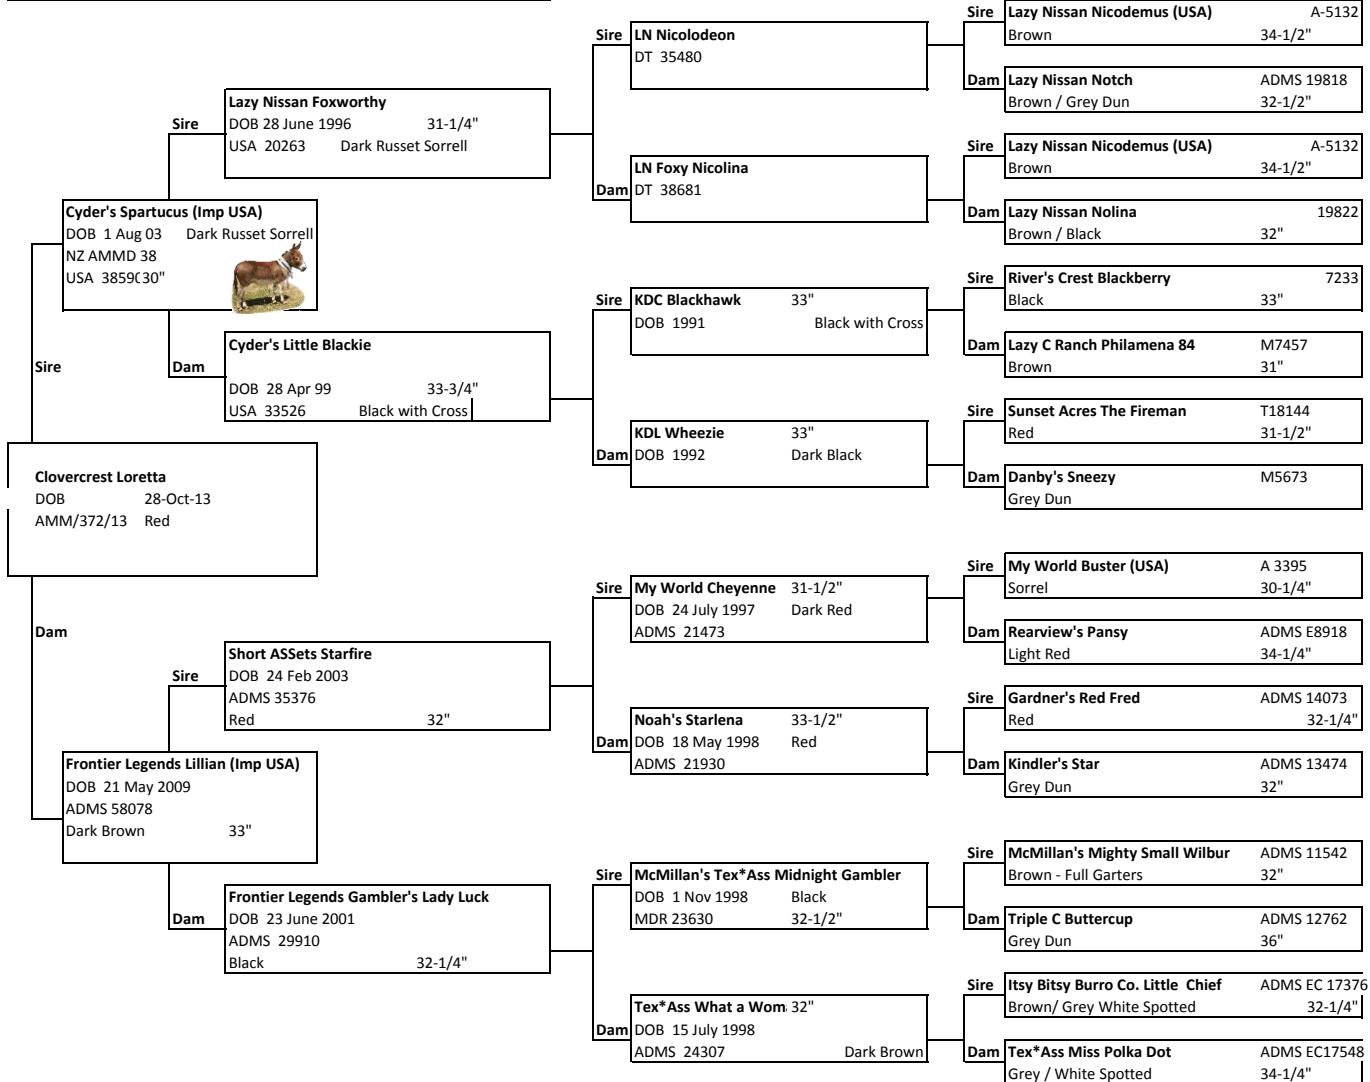 Sire Lazy Nissan Nicodemus (USA) A-5132
Brown 34-1/2"
Sire LN Nicolodeon
DT 35480
Dam Lazy Nissan Notch ADMS 19818
Brown / Grey Dun 32-1/2"
Lazy Nissan Foxworthy
Sire DOB 28 June 1996 31-1/4"
USA 20263 Dark Russet Sorrell
Sire Lazy Nissan Nicodemus (USA) A-5132
Brown 34-1/2"
LN Foxy Nicolina
Dam DT 38681
Dam Lazy Nissan Nolina 19822
Brown / Black 32"
Cyder's Spartucus (Imp USA)
DOB 1 Aug 03 Dark Russet Sorrell
NZ AMMD 38
USA 3859 30"
Sire River's Crest Blackberry 7233
Black 33"
Sire KDC Blackhawk 33"
DOB 1991 Black with Cross
Dam Lazy C Ranch Philamena 84 M7457
Brown 31"
Cyder's Little Blackie
Sire
Dam
DOB 28 Apr 99 33-3/4"
USA 33526 Black with Cross
Sire Sunset Acres The Fireman T18144
Red 31-1/2"
KDL Wheezie 33"
Dam DOB 1992 Dark Black
Dam Danby's Sneezy M5673
Grey Dun
Clovercrest Loretta
DOB 28-Oct-13
AMM/372/13 Red
Sire My World Buster (USA) A 3395
Sorrel 30-1/4"
Sire My World Cheyenne 31-1/2"
DOB 24 July 1997 Dark Red
ADMS 21473
Dam Rearview's Pansy ADMS E8918
Light Red 34-1/4"
Dam
Short ASSets Starfire
Sire DOB 24 Feb 2003
ADMS 35376
Red 32"
Sire Gardner's Red Fred ADMS 14073
Red 32-1/4"
Noah's Starlena 33-1/2"
Dam DOB 18 May 1998 Red
ADMS 21930
Dam Kindler's Star ADMS 13474
Grey Dun 32"
Frontier Legends Lillian (Imp USA)
DOB 21 May 2009
ADMS 58078
Dark Brown 33"
Sire McMillan's Mighty Small Wilbur ADMS 11542
Brown - Full Garters 32"
Sire McMillan's Tex*Ass Midnight Gambler
DOB 1 Nov 1998 Black
MDR 23630 32-1/2"
Dam Triple C Buttercup ADMS 12762
Grey Dun 36"
Frontier Legends Gambler's Lady Luck
Dam DOB 23 June 2001
ADMS 29910
Black 32-1/4"
Sire Itsy Bitsy Burro Co. Little Chief ADMS EC 17376
Brown/ Grey White Spotted 32-1/4"
Tex*Ass What a Wom 32"
Dam DOB 15 July 1998
ADMS 24307 Dark Brown
Dam Tex*Ass Miss Polka Dot ADMS EC17548
Grey / White Spotted 34-1/4"